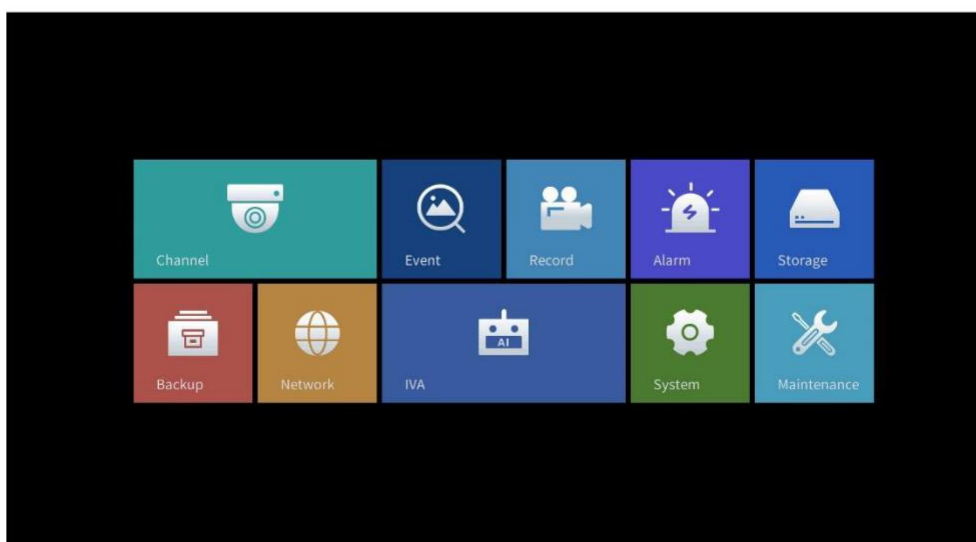 Channel
Event
Record
Alarm
Storage
Backup
Network
AI
IVA
System
Maintenance